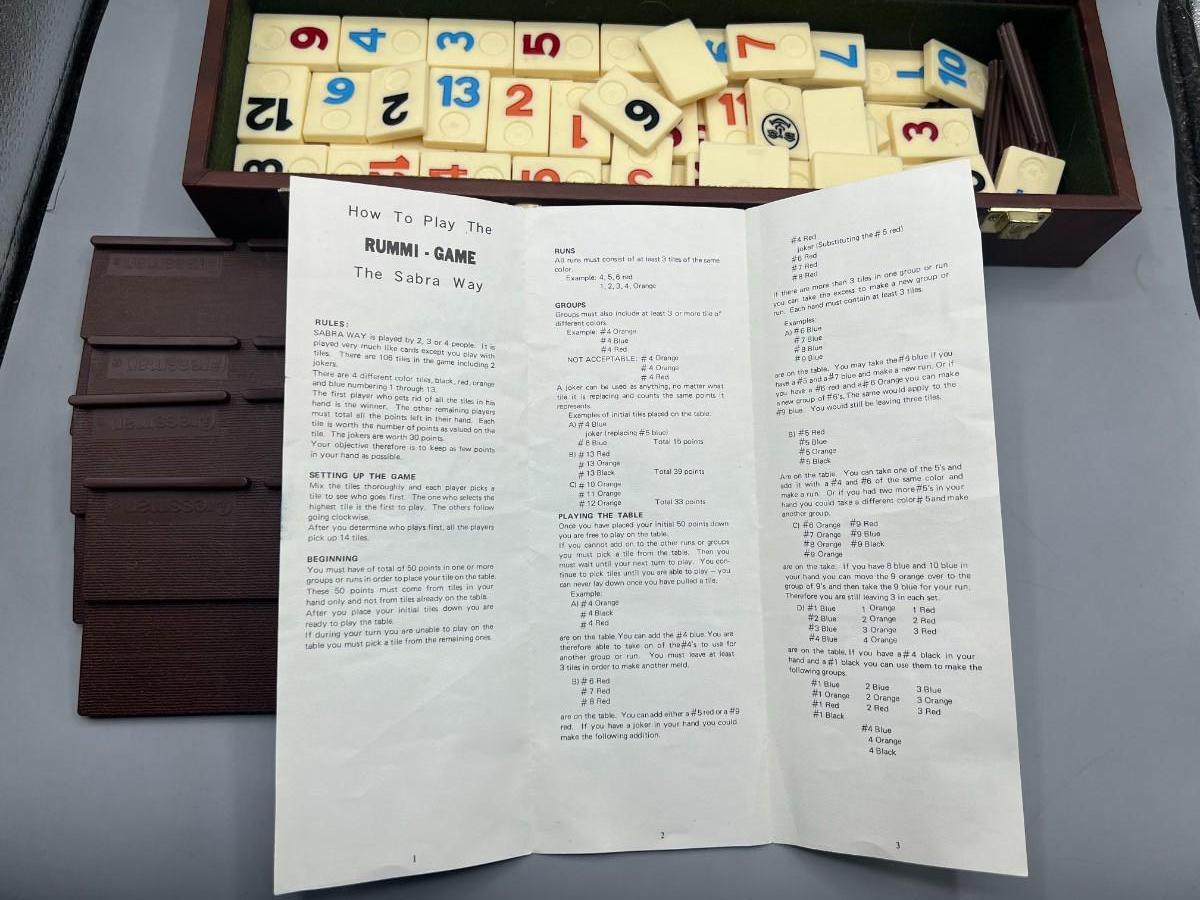 6
4
3
5
7
7
1
10
12
9
2
13
2
1
6
11
3
How To Play The
RUMMI - GAME
The Sabra Way
RULES:
SABRA WAY is played by 2, 3 or 4 people. It is
played very much like cards except you play with
tiles. There are 106 tiles in the game including 2
jokers.
There are 4 different color tiles, black, red, orange
and blue numbering 1 through 13.
The first player who gets rid of all the tiles in his
hand is the winner. The other remaining players
must total all the points left in their hand. Each
tile is worth the number of points as valued on the
tile. The jokers are worth 30 points.
Your objective therefore is to keep as few points
in your hand as possible.
SETTING UP THE GAME
Mix the tiles thoroughly and each player picks a
tile to see who goes first. The one who selects the
highest tile is the first to play. The others follow
going clockwise.
After you determine who plays first, all the players
pick up 14 tiles.
BEGINNING
You must have of total of 50 points in one or more
groups or runs in order to place your tile on the table.
These 50 points must come from tiles in your
hand only and not from tiles already on the table.
After you place your initial tiles down you are
ready to play the table.
If during your turn you are unable to play on the
table you must pick a tile from the remaining ones.
1
RUNS
All runs must consist of at least 3 tiles of the same
color.
Example: 4, 5, 6 red
1, 2, 3, 4, Orange
GROUPS
Groups must also include at least 3 or more tile of
different colors.
Example: #4 Orange
#4 Blue
#4 Red
NOT ACCEPTABLE: #4 Orange
#4 Orange
#4 Red
A joker can be used as anything, no matter what
tile it is replacing and counts the same points it
represents.
Examples of initial tiles placed on the table:
A) #4 Blue
joker (replacing #5 blue)
#6 Blue Total 15 points
B) #13 Red
#13 Orange
#13 Black Total 39 points
C) #10 Orange
#11 Orange
#12 Orange Total 33 points
PLAYING THE TABLE
Once you have placed your initial 50 points down
you are free to play on the table.
If you cannot add on to the other runs or groups
you must pick a tile from the table. Then you
must wait until your next turn to play. You con-
tinue to pick tiles until you are able to play — you
can never lay down once you have pulled a tile.
Example:
A) #4 Orange
#4 Black
#4 Red
are on the table. You can add the #4 blue. You are
therefore able to take on of the #4's to use for
another group or run. You must leave at least
3 tiles in order to make another meld.
B) #6 Red
#7 Red
#8 Red
are on the table. You can add either a #5 red or a #9
red. If you have a joker in your hand you could
make the following addition.
2
#4 Red
joker (Substituting the #5 red)
#6 Red
#7 Red
#8 Red
If there are more than 3 tiles in one group or run
you can take the excess to make a new group or
run. Each hand must contain at least 3 tiles.
Examples:
A) #6 Blue
#7 Blue
#8 Blue
#9 Blue
are on the table. You may take the #6 blue if you
have a #5 and a #7 blue and make a new run. Or if
you have a #6 red and a #6 Orange you can make
a new group of #6's. The same would apply to the
#9 blue. You would still be leaving three tiles.
B) #5 Red
#5 Blue
#5 Orange
#5 Black
Are on the table. You can take one of the 5's and
add it with a #4 and #6 of the same color and
make a run. Or if you had two more #5's in your
hand you could take a different color #5 and make
another group.
C) #6 Orange #9 Red
#7 Orange #9 Blue
#8 Orange #9 Black
#9 Orange
are on the take. If you have 8 blue and 10 blue in
your hand you can move the 9 orange over to the
group of 9's and then take the 9 blue for your run.
Therefore you are still leaving 3 in each set.
D) #1 Blue 1 Orange 1 Red
#2 Blue 2 Orange 2 Red
#3 Blue 3 Orange 3 Red
#4 Blue 4 Orange
are on the table. If you have a #4 black in your
hand and a #1 black you can use them to make the
following groups.
#1 Blue 2 Blue 3 Blue
#1 Orange 2 Orange 3 Orange
#1 Red 2 Red 3 Red
#1 Black
#4 Blue
4 Orange
4 Black
3